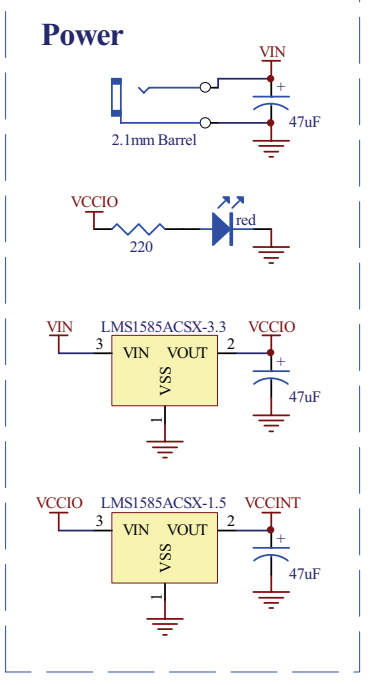 Power
VIN
+
47uF
2.1mm Barrel
VCCIO
red
220
VIN LMS1585ACSX-3.3 VCCIO
3 VIN VOUT 2
+
VSS
47uF
1
VCCIO LMS1585ACSX-1.5 VCCINT
3 VIN VOUT 2
+
VSS
47uF
1